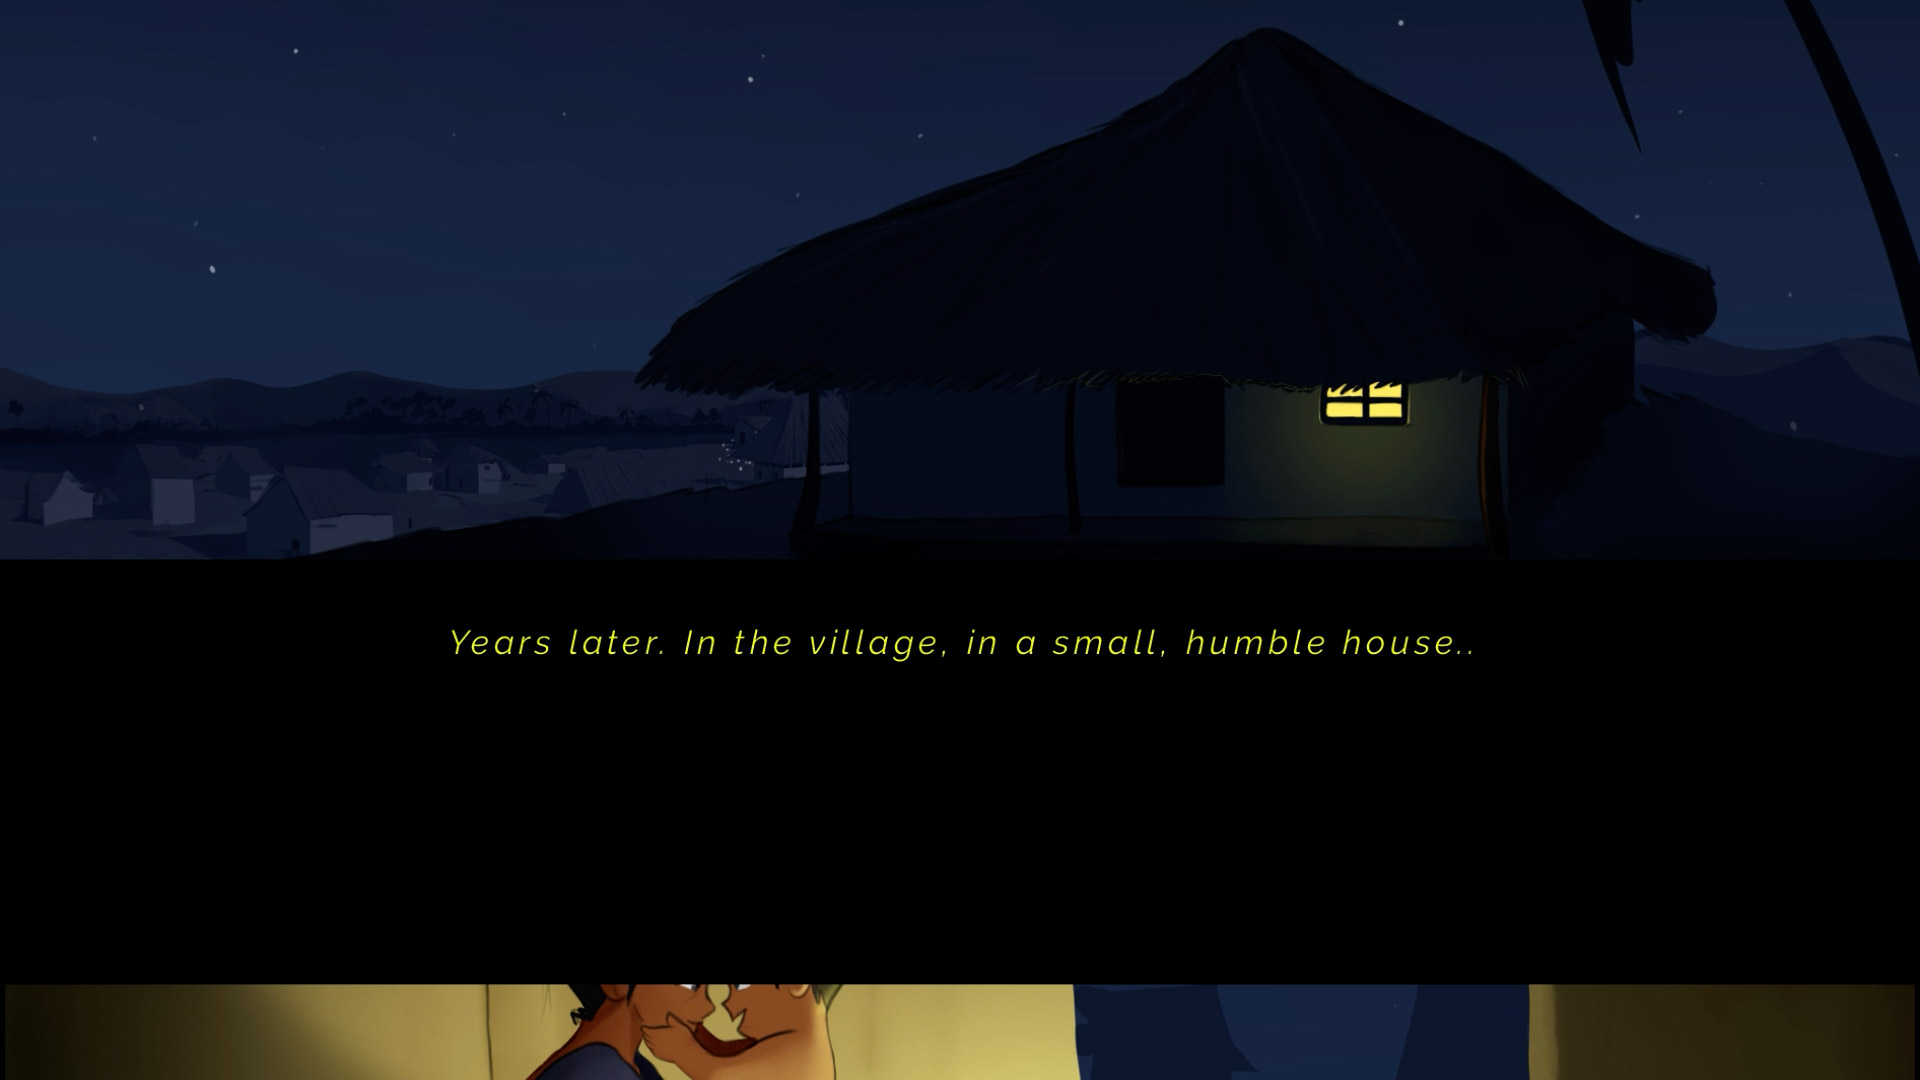 Years later. In the village, in a small, humble house..